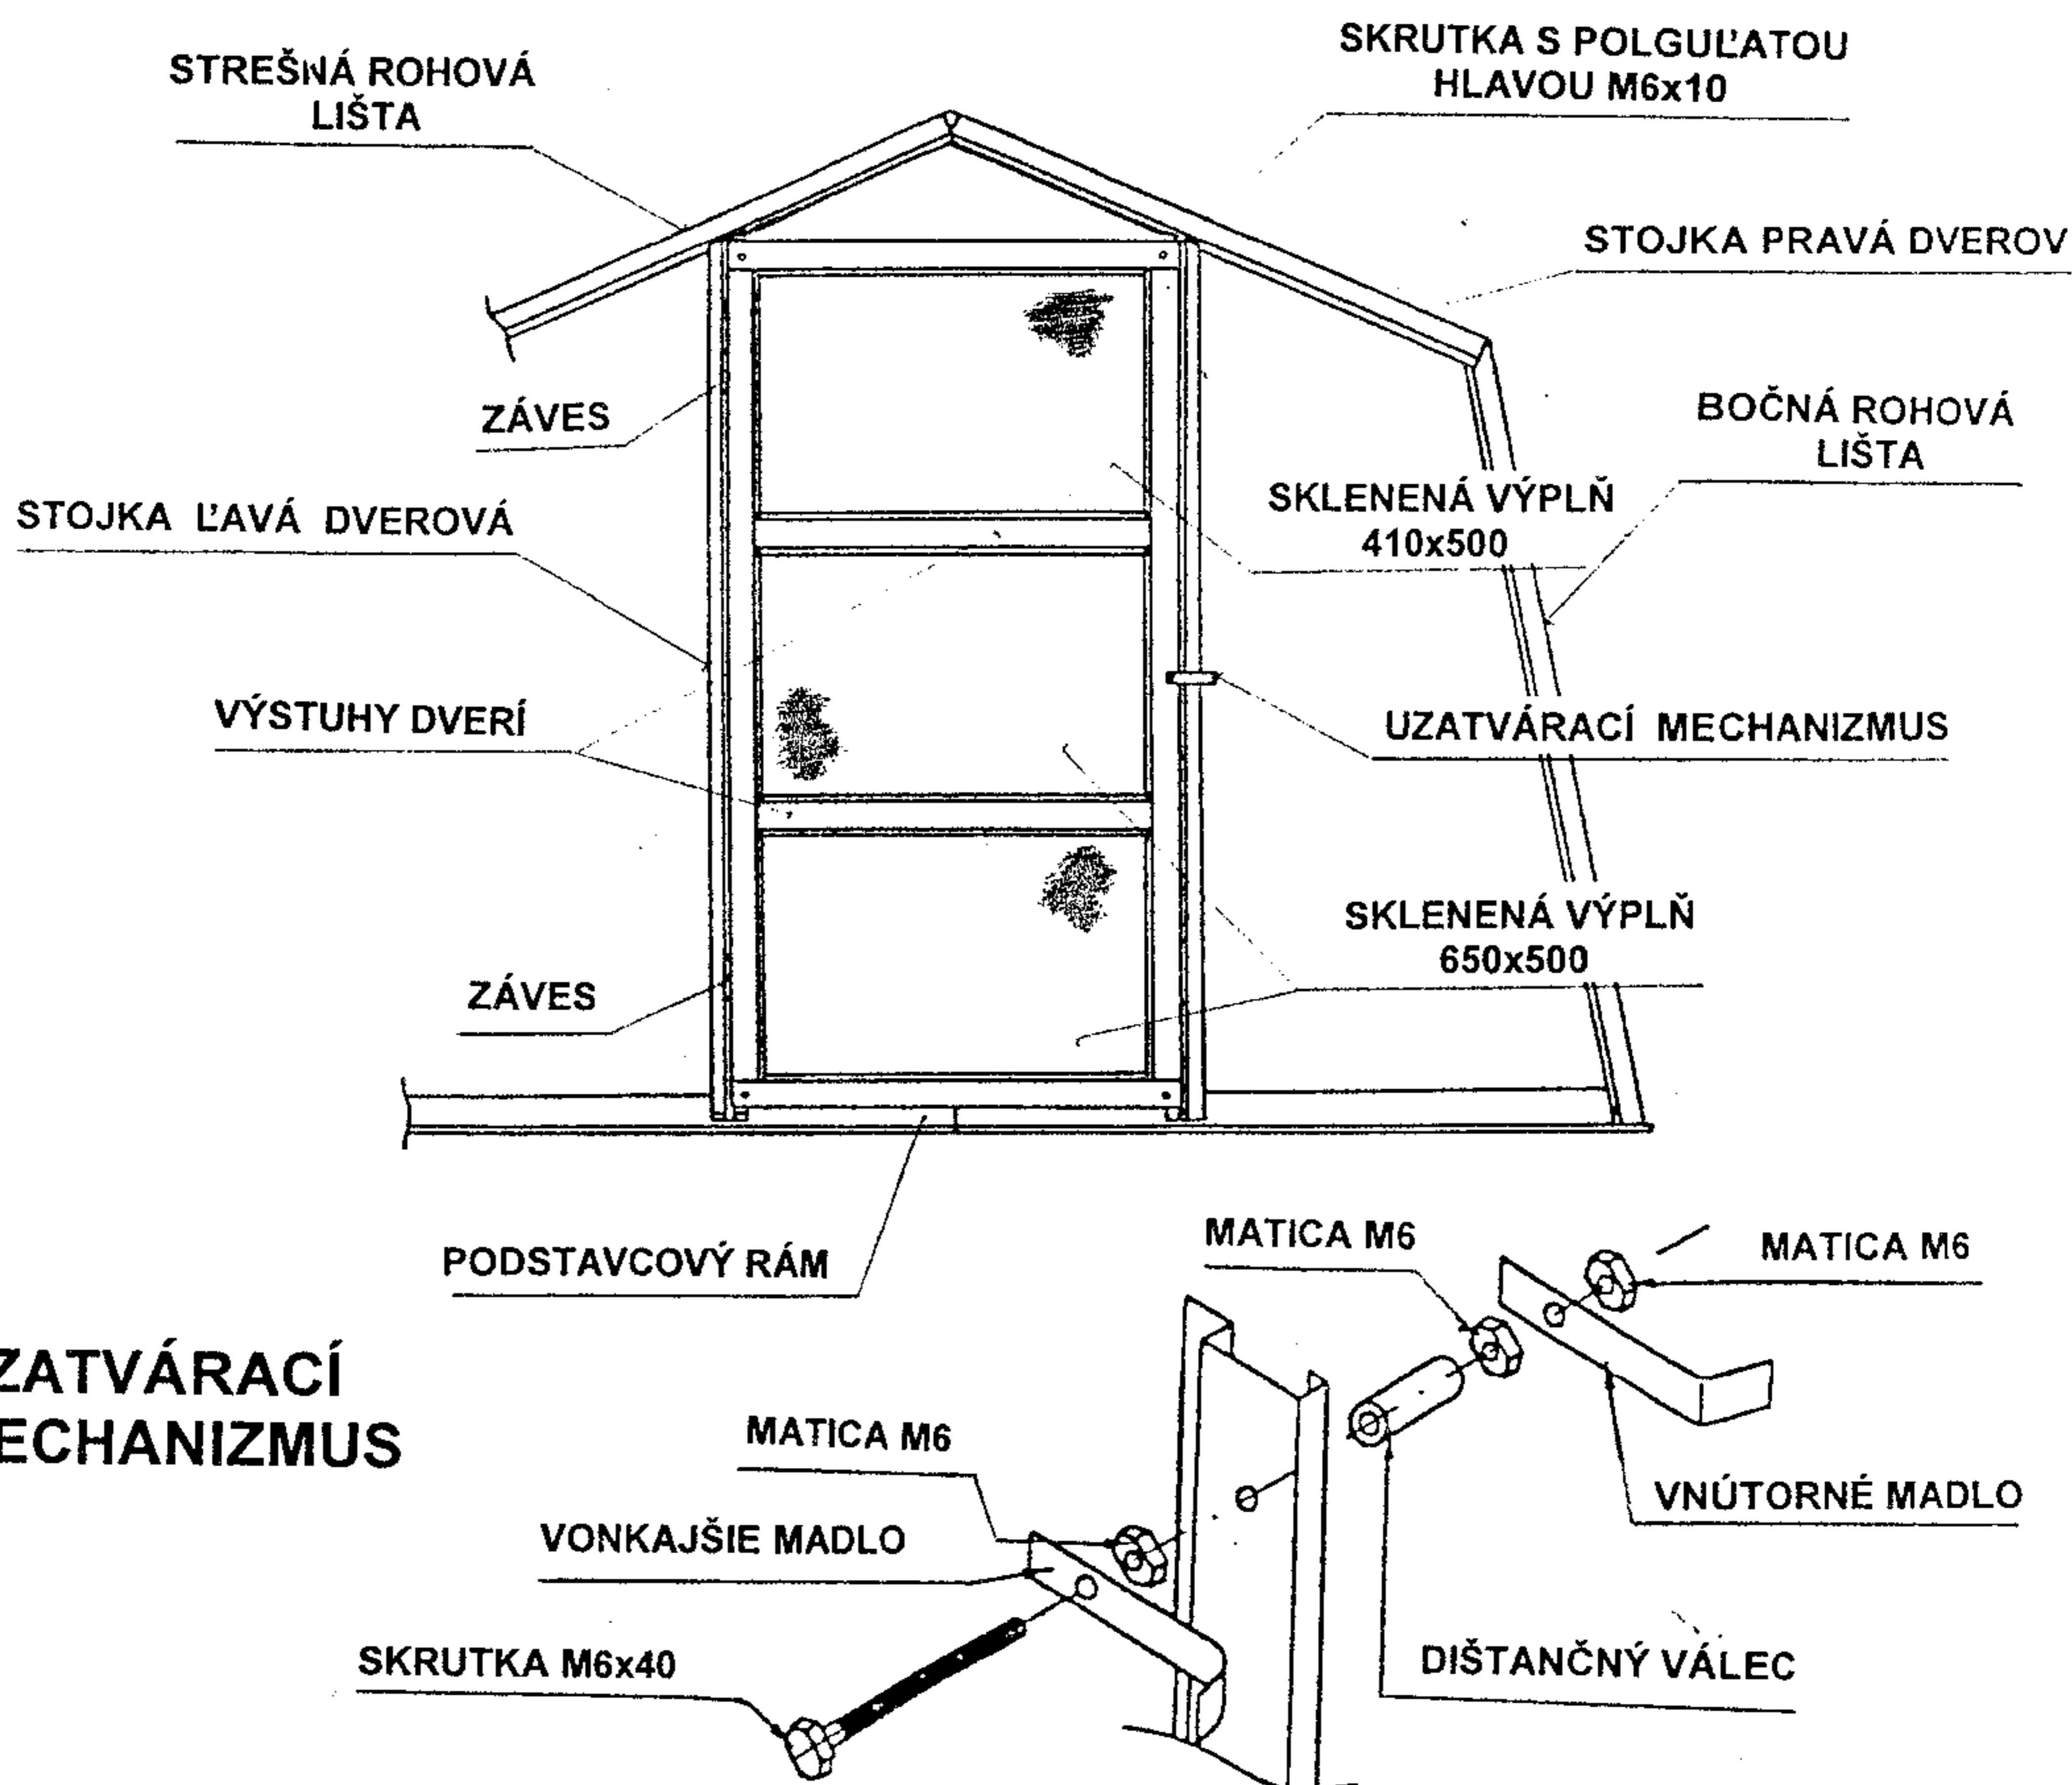 STREŠNÁ ROHOVÁ
LIŠTA
SKRUTKA S POLGUĽATOU
HLAVOU M6x10
STOJKA PRAVÁ DVEROV
ZÁVES
BOČNÁ ROHOVÁ
LIŠTA
STOJKA ĽAVÁ DVEROVÁ
SKLENENÁ VÝPLŇ
410x500
VÝSTUHY DVERÍ
UZATVÁRACÍ MECHANIZMUS
SKLENENÁ VÝPLŇ
650x500
ZÁVES
PODSTAVCOVÝ RÁM
MATICA M6
MATICA M6
ZATVÁRACÍ
ECHANIZMUS
MATICA M6
VNÚTORNÉ MADLO
VONKAJŠIE MADLO
SKRUTKA M6x40
DIŠTANČNÝ VÁLEC